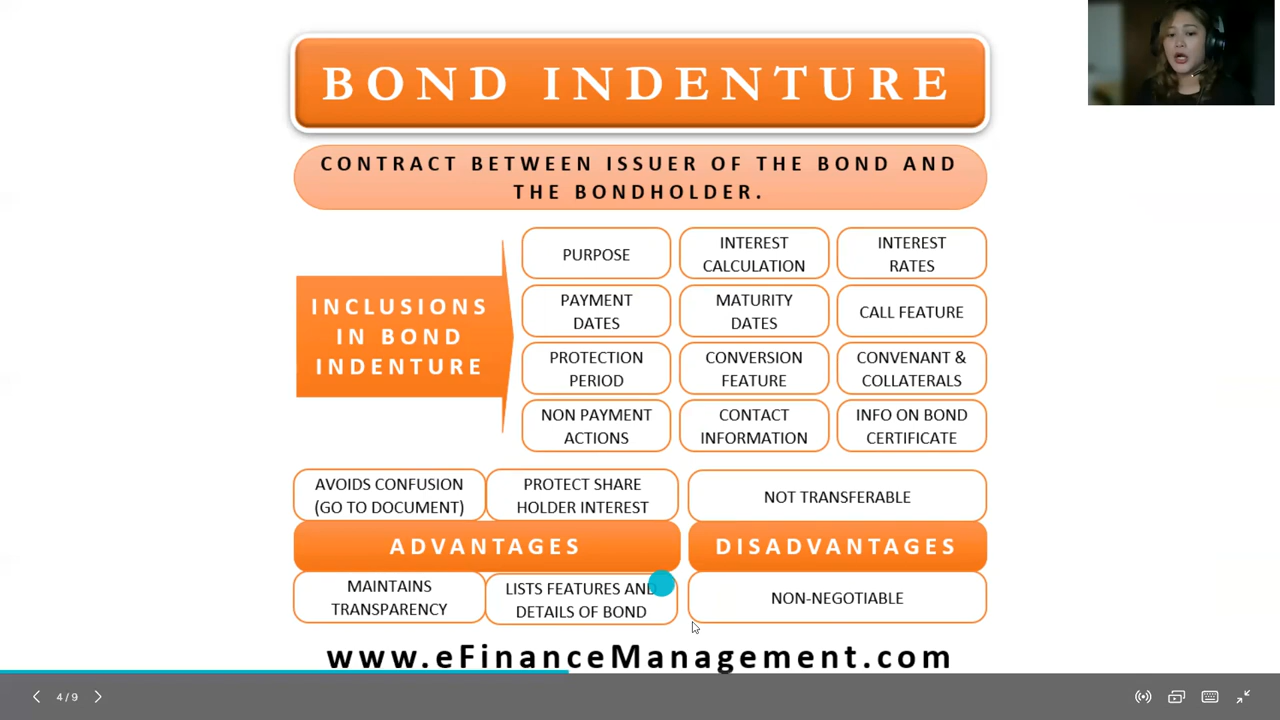 BOND INDENTURE
CONTRACT BETWEEN ISSUER OF THE BOND AND
THE BONDHOLDER.
INCLUSIONS
IN BOND
INDENTURE
PURPOSE
INTEREST
CALCULATION
INTEREST
RATES
PAYMENT
DATES
MATURITY
DATES
CALL FEATURE
PROTECTION
PERIOD
CONVERSION
FEATURE
CONVENANT &
COLLATERALS
NON PAYMENT
ACTIONS
CONTACT
INFORMATION
INFO ON BOND
CERTIFICATE
AVOIDS CONFUSION
(GO TO DOCUMENT)
PROTECT SHARE
HOLDER INTEREST
NOT TRANSFERABLE
ADVANTAGES
DISADVANTAGES
MAINTAINS
TRANSPARENCY
LISTS FEATURES AND
DETAILS OF BOND
NON-NEGOTIABLE
www.eFinanceManagement.com
4 / 9